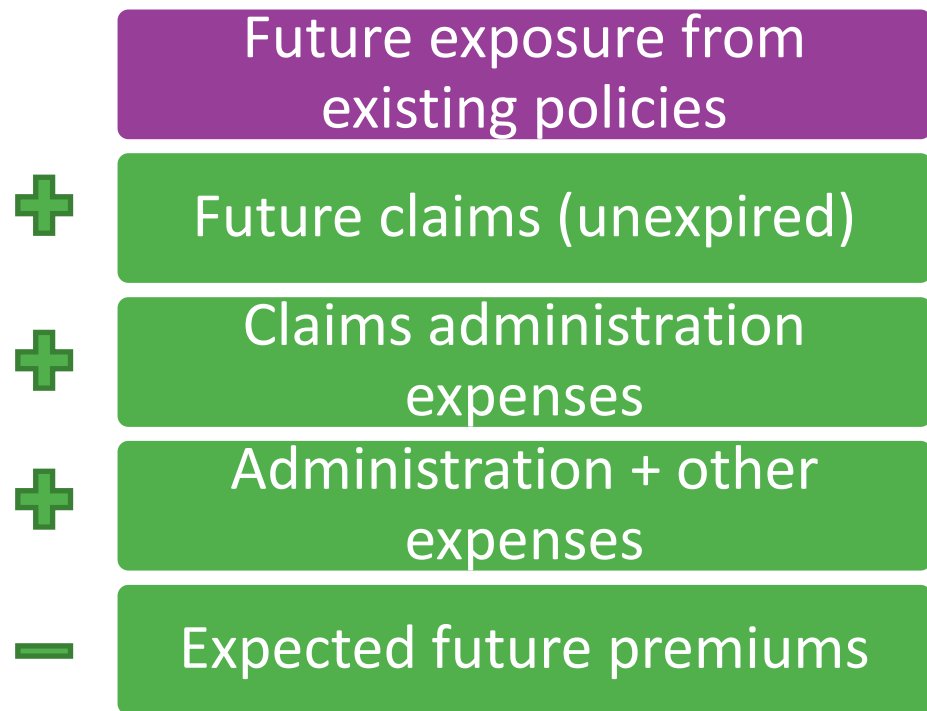 Future exposure from
existing policies
Future claims (unexpired)
Claims administration
expenses
Administration + other
expenses
Expected future premiums